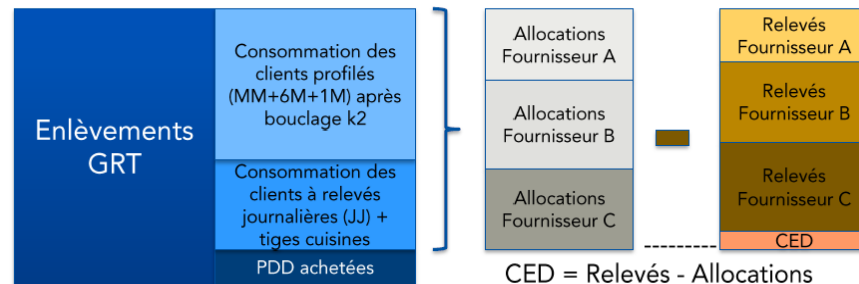 Enlèvements
GRT
Consommation des
clients profilés
(MM+6M+1M) après
bouclage k2
Consommation des
clients à relevés
journalières (JJ) +
tiges cuisines
PDD achetées
Allocations
Fournisseur A
Allocations
Fournisseur B
Allocations
Fournisseur C
Relevés
Fournisseur A
Relevés
Fournisseur B
Relevés
Fournisseur C
CED
CED = Relevés - Allocations